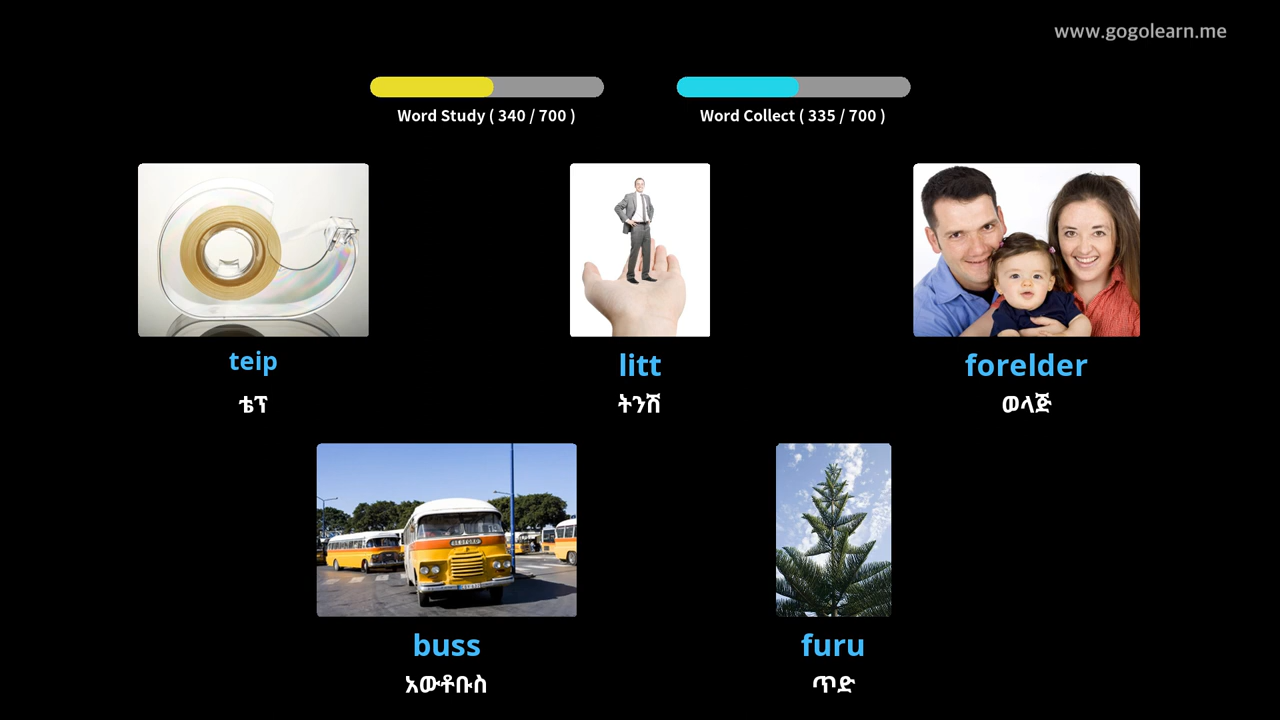 www.gogolearn.me
Word Study ( 340 / 700 )
Word Collect ( 335 / 700 )
teip
ቴፕ
litt
ትንሽ
forelder
ወላጅ
BEDFORD
buss
አውቶቡስ
furu
ጥድ